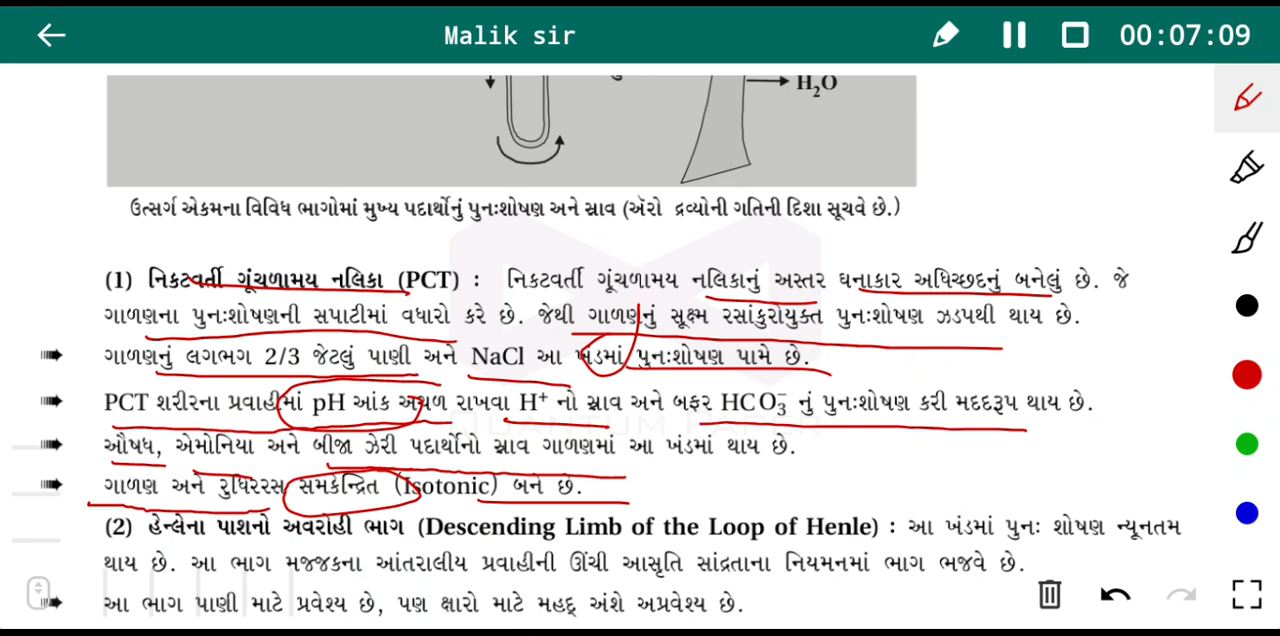 Malik sir
00:07:09
H₂O
ઉત્સર્ગ એકમના વિવિધ ભાગોમાં મુખ્ય પદાર્થોનું પુનઃશોષણ અને સ્રાવ (ઍરો દ્રવ્યોની ગતિની દિશા સૂચવે છે.)
(1) નિકટવર્તી ગૂંચળામય નલિકા (PCT) : નિકટવર્તી ગૂંચળામય નલિકાનું અસ્તર ઘનાકાર અધિચ્છદનું બનેલું છે. જે
ગાળણના પુનઃશોષણની સપાટીમાં વધારો કરે છે. જેથી ગાળણનું સૂક્ષ્મ રસાંકુરોયુક્ત પુનઃશોષણ ઝડપથી થાય છે.
ગાળણનું લગભગ 2/3 જેટલું પાણી અને NaCl આ ખંડમાં પુનઃશોષણ પામે છે.
PCT શરીરના પ્રવાહીમાં pH આંક અચળ રાખવા H⁺ નો સ્રાવ અને બફર HCO₃⁻ નું પુનઃશોષણ કરી મદદરૂપ થાય છે.
QUANTUM PAPER
ઔષધ, એમોનિયા અને બીજા ઝેરી પદાર્થોનો સ્રાવ ગાળણમાં આ ખંડમાં થાય છે.
ગાળણ અને રુધિરરસ સમકેન્દ્રિત (Isotonic) બને છે.
(2) હેન્લેના પાશનો અવરોહી ભાગ (Descending Limb of the Loop of Henle) : આ ખંડમાં પુનઃ શોષણ ન્યૂનતમ
થાય છે. આ ભાગ મજ્જકના આંતરાલીય પ્રવાહીની ઊંચી આસૃતિ સાંદ્રતાના નિયમનમાં ભાગ ભજવે છે.
આ ભાગ પાણી માટે પ્રવેશ્ય છે, પણ ક્ષારો માટે મહદ્ અંશે અપ્રવેશ્ય છે.